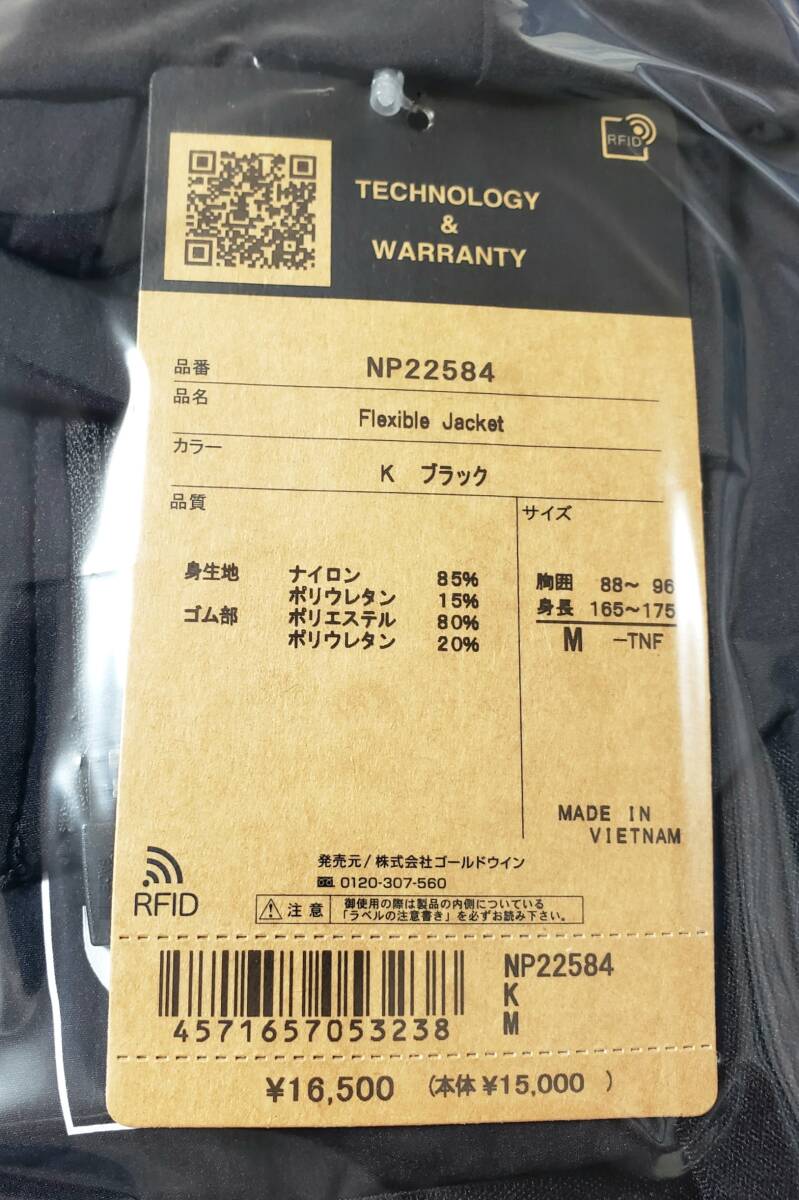 RFID
TECHNOLOGY
&
WARRANTY
品番 NP22584
品名 Flexible Jacket
カラー K ブラック
品質
身生地 ナイロン 85%
ポリウレタン 15%
ゴム部 ポリエステル 80%
ポリウレタン 20%
サイズ
胸囲 88～ 96
身長 165～175
M －TNF
MADE IN
VIETNAM
発売元/株式会社ゴールドウイン
0120-307-560
RFID
注意
御使用の際は製品の内側についている
「ラベルの注意書き」を必ずお読み下さい。
4571657053238
NP22584
K
M
¥16,500 (本体¥15,000 )